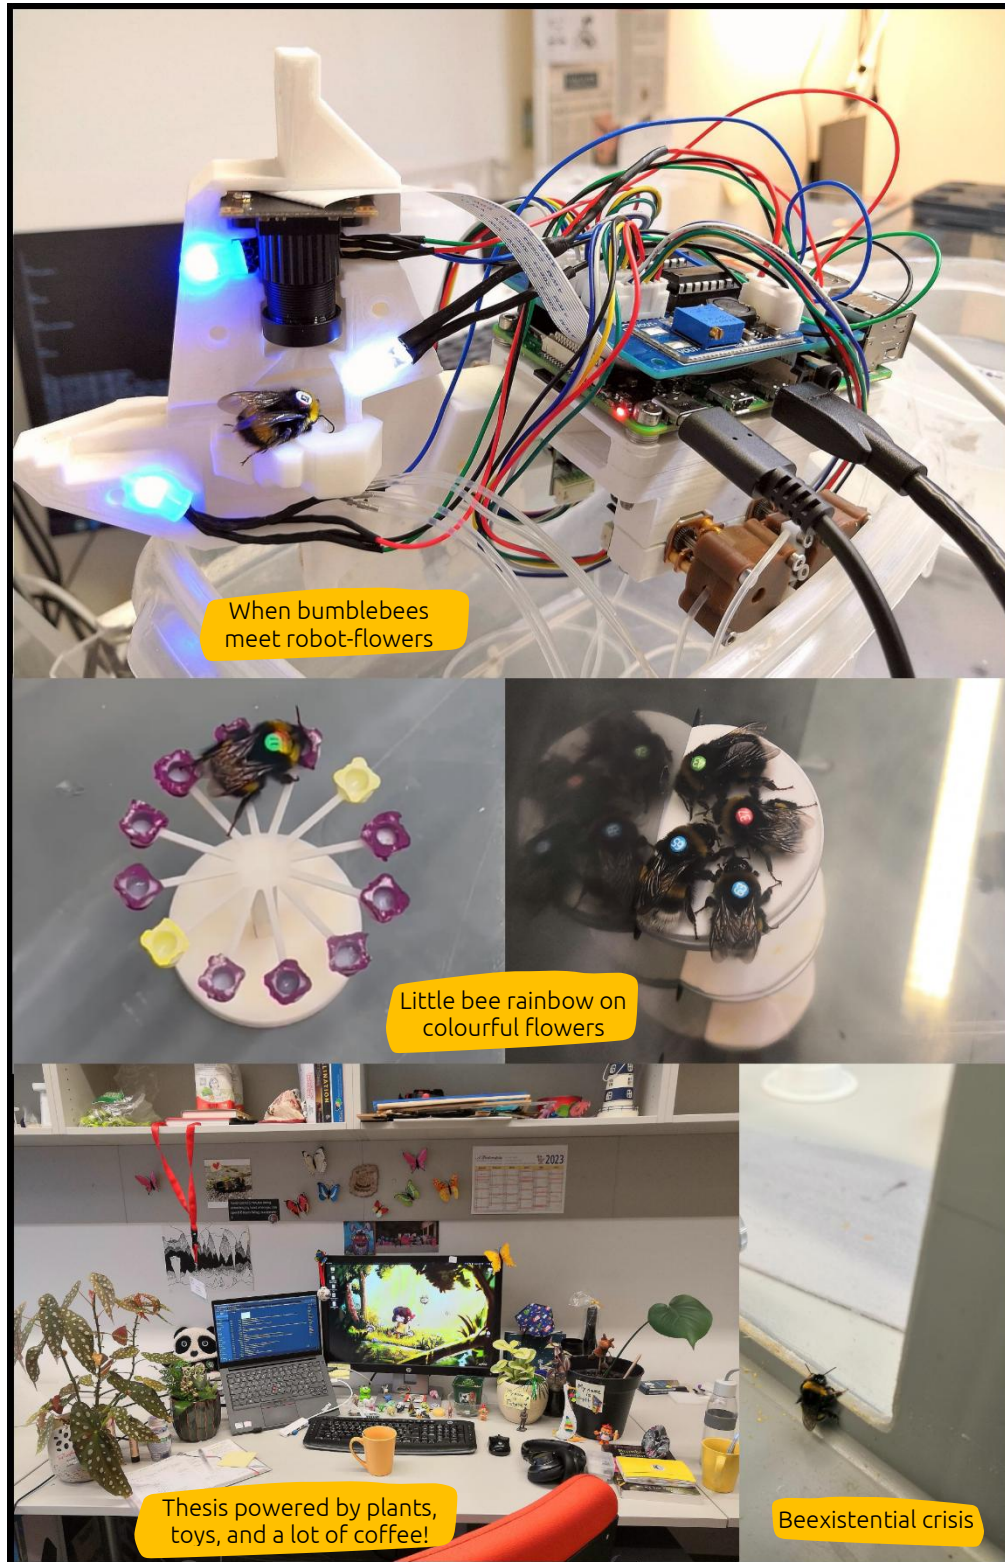 When bumblebees
meet robot-flowers
Little bee rainbow on
colourful flowers
2023
Thesis powered by plants,
toys, and a lot of coffee!
Beexistential crisis